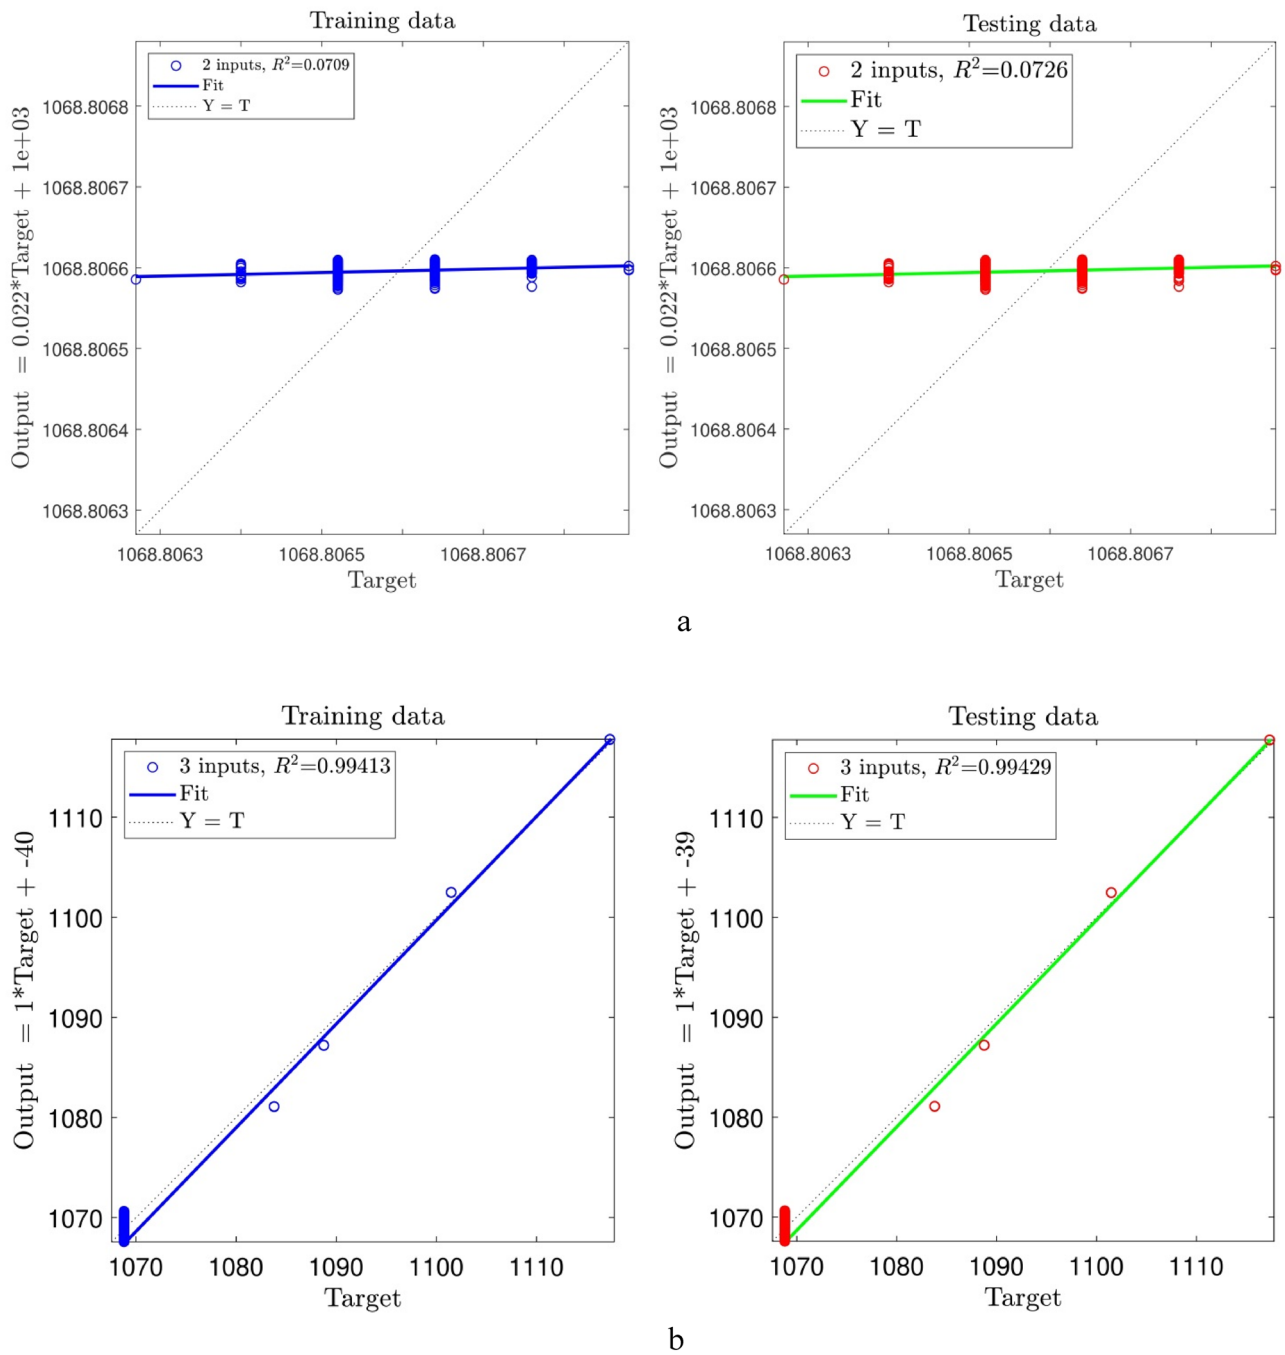 Training data
2 inputs, R²=0.0709
Fit
Y = T
1068.8068
1068.8067
1068.8066
1068.8065
1068.8064
1068.8063
Output = 0.022*Target + 1e+03
1068.8063 1068.8065 1068.8067
Target
Testing data
2 inputs, R²=0.0726
Fit
Y = T
1068.8068
1068.8067
1068.8066
1068.8065
1068.8064
1068.8063
Output = 0.022*Target + 1e+03
1068.8063 1068.8065 1068.8067
Target
a
Training data
3 inputs, R²=0.99413
Fit
Y = T
1110
1100
1090
1080
1070
Output = 1*Target + -40
1070 1080 1090 1100 1110
Target
Testing data
3 inputs, R²=0.99429
Fit
Y = T
1110
1100
1090
1080
1070
Output = 1*Target + -39
1070 1080 1090 1100 1110
Target
b